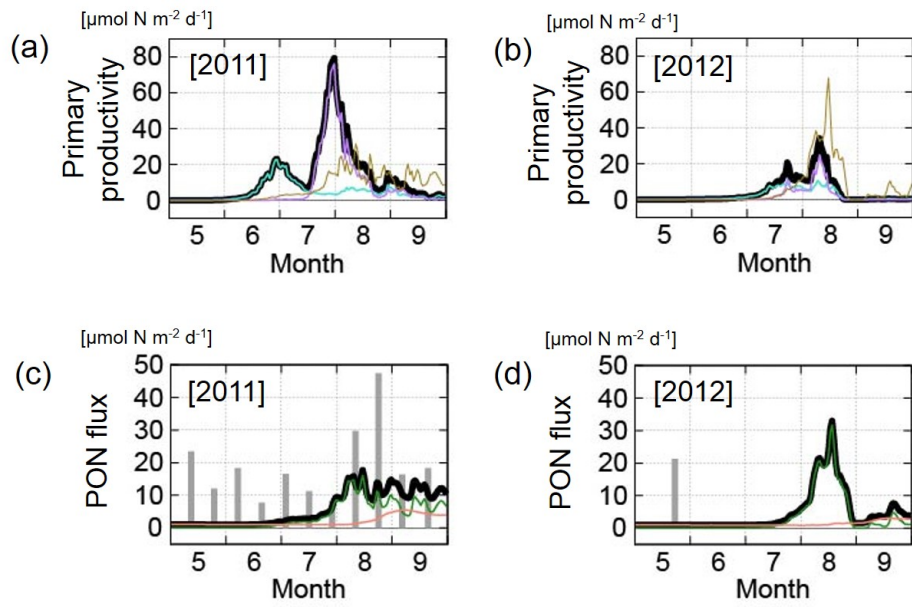 [µmol N m-2 d-1]
(a)
Primary
productivity
80
60
40
20
0
[2011]
5 6 7 8 9
Month
[µmol N m-2 d-1]
(b)
Primary
productivity
80
60
40
20
0
[2012]
5 6 7 8 9
Month
[µmol N m-2 d-1]
(c)
PON flux
50
40
30
20
10
0
[2011]
5 6 7 8 9
Month
[µmol N m-2 d-1]
(d)
PON flux
50
40
30
20
10
0
[2012]
5 6 7 8 9
Month